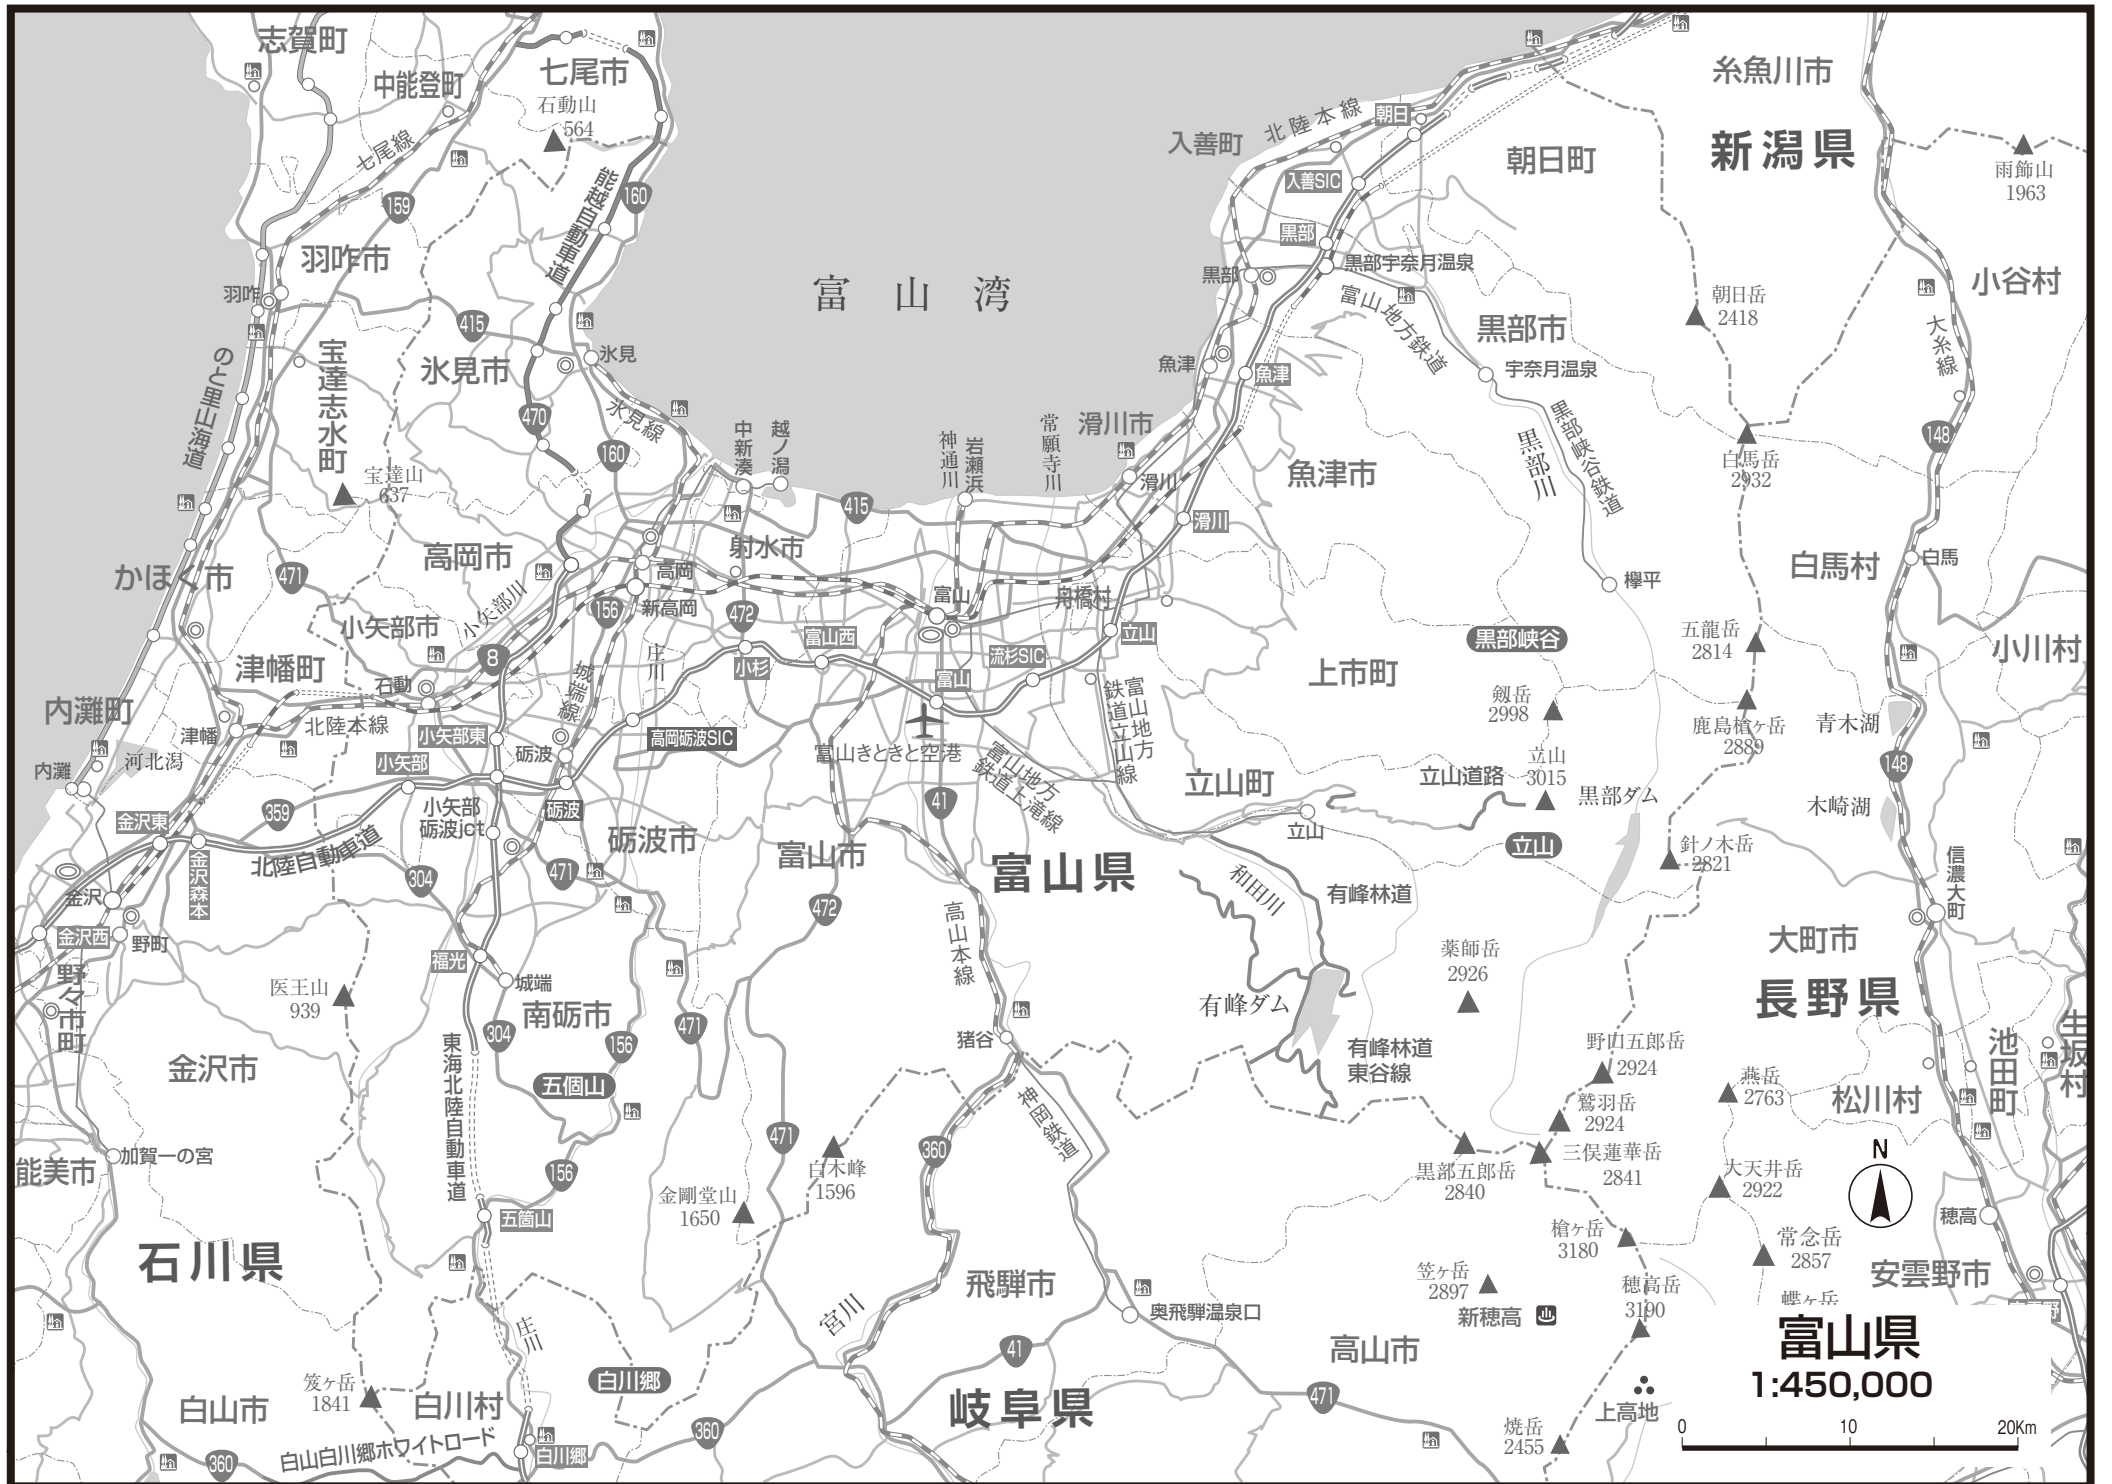 志賀町
中能登町
七尾市
石動山
564
七尾線
159
能越自動車道
160
羽咋市
羽咋
415
のと里山海道
宝達志水町
氷見市
氷見
470
氷見線
160
宝達山
637
中新湊
越ノ潟
神通川
岩瀬浜
常願寺川
滑川市
滑川
滑川
富山湾
入善町
北陸本線
朝日
入善SIC
黒部
黒部
黒部宇奈月温泉
富山地方鉄道
魚津
魚津
朝日町
糸魚川市
新潟県
雨飾山
1963
小谷村
朝日岳
2418
大糸線
黒部市
宇奈月温泉
黒部峡谷鉄道
黒部川
魚津市
148
白馬岳
2932
かほく市
471
高岡市
射水市
415
高岡
新高岡
小矢部川
156
472
富山
舟橋村
小矢部市
津幡町
8
庄川
城端線
小杉
富山西
富山
流杉SIC
立山
富山地方鉄道立山線
上市町
黒部峡谷
欅平
白馬村
白馬
五龍岳
2814
小川村
剱岳
2998
鹿島槍ヶ岳
2889
青木湖
内灘町
内灘
河北潟
津幡
石動
北陸本線
小矢部東
小矢部
小矢部砺波jct
砺波
砺波
高岡砺波SIC
富山きときと空港
富山地方鉄道上滝線
立山町
立山道路
立山
3015
黒部ダム
148
木崎湖
41
金沢東
359
北陸自動車道
金沢森本
304
471
砺波市
富山市
富山県
立山
立山
針ノ木岳
2821
信濃大町
金沢
金沢西
野町
野々市町
472
高山本線
和田川
有峰林道
薬師岳
2926
大町市
長野県
福光
城端
医王山
939
南砺市
304
156
471
猪谷
有峰ダム
有峰林道
東谷線
野口五郎岳
2924
燕岳
2763
池田町
生坂村
金沢市
五個山
東海北陸自動車道
神岡鉄道
鷲羽岳
2924
松川村
N
能美市
加賀一の宮
156
471
白木峰
1596
360
黒部五郎岳
2840
三俣蓮華岳
2841
大天井岳
2922
金剛堂山
1650
五箇山
槍ヶ岳
3180
穂高
常念岳
2857
石川県
飛騨市
笠ヶ岳
2897
穂高岳
3190
安曇野市
蝶ヶ岳
庄川
宮川
奥飛騨温泉口
新穂高
41
高山市
白川郷
笈ヶ岳
1841
白山市
白川村
岐阜県
471
上高地
焼岳
2455
360
360
白山白川郷ホワイトロード
白川郷
富山県
1:450,000
0 10 20Km